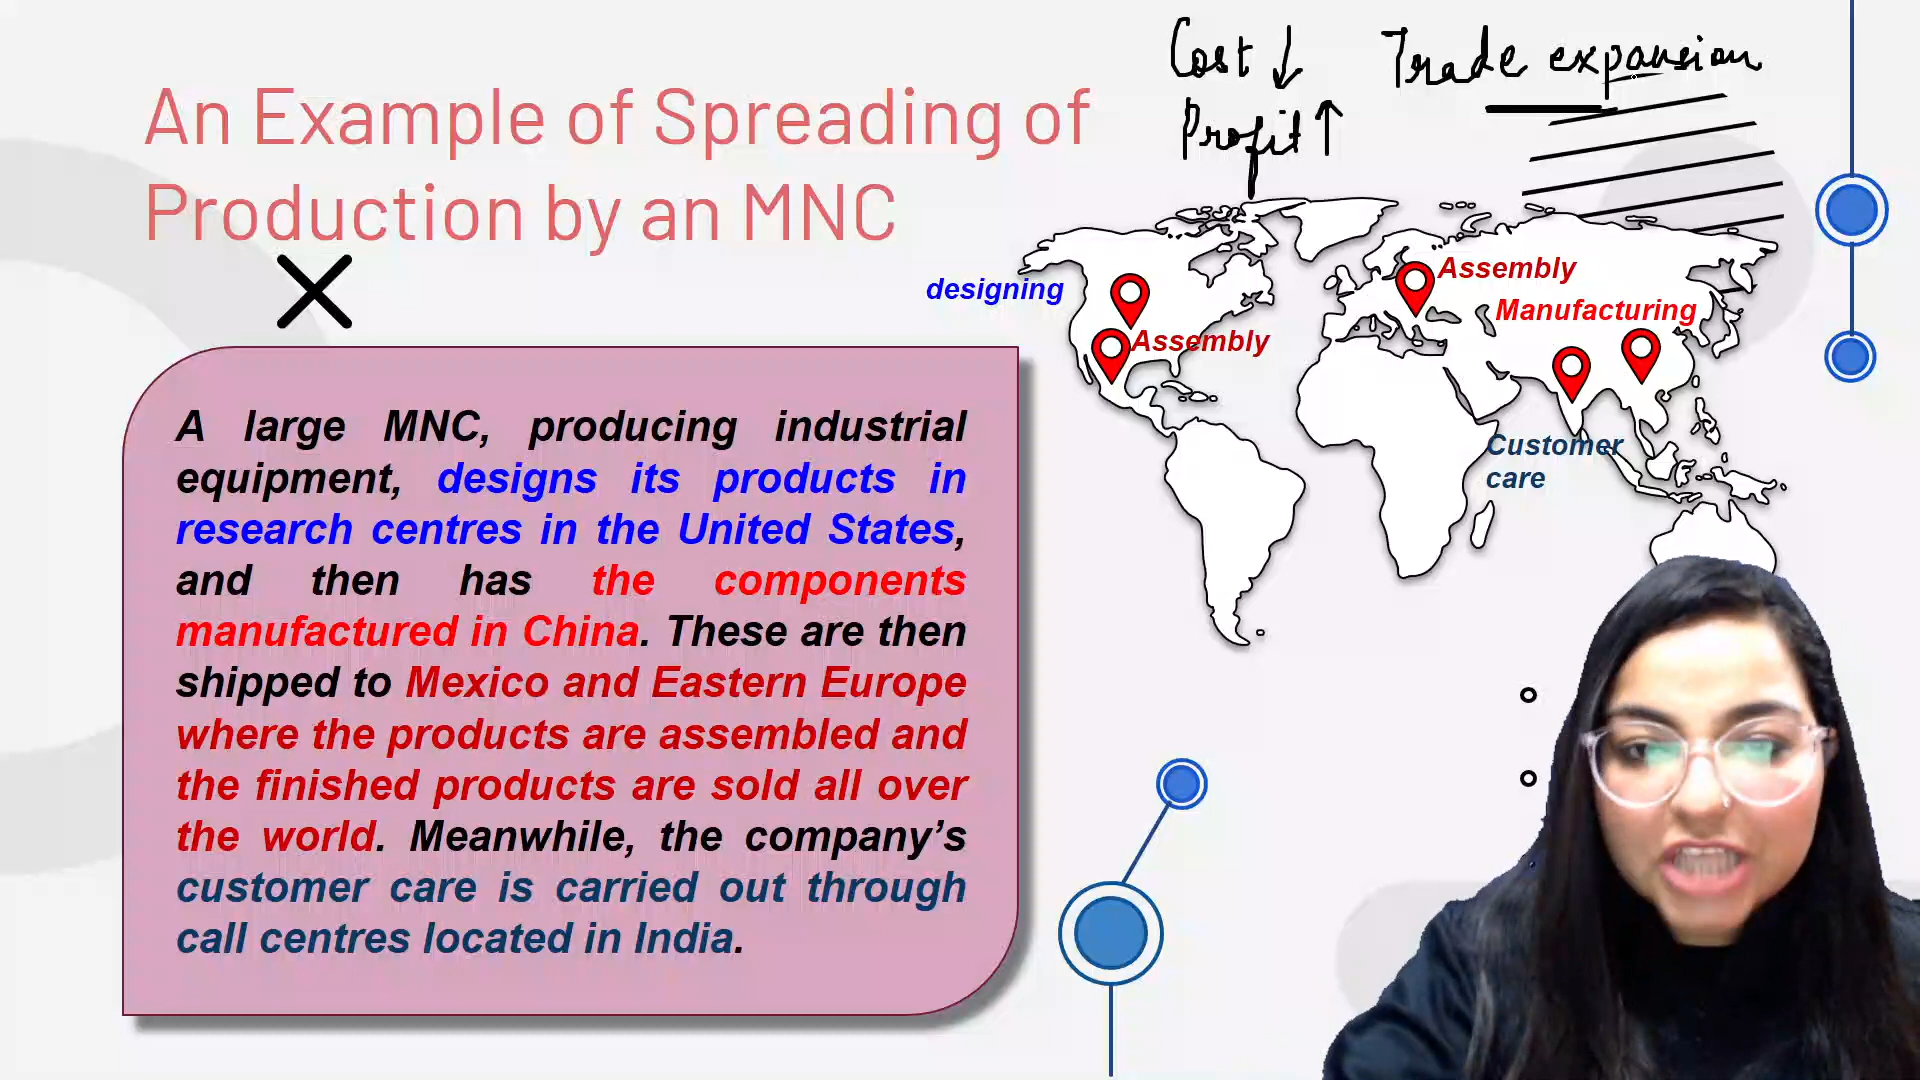 Cost ↓ Trade expansion
Profit ↑
An Example of Spreading of
Production by an MNC
designing
Assembly
Assembly
Manufacturing
Customer
care
A large MNC, producing industrial
equipment, designs its products in
research centres in the United States,
and then has the components
manufactured in China. These are then
shipped to Mexico and Eastern Europe
where the products are assembled and
the finished products are sold all over
the world. Meanwhile, the company’s
customer care is carried out through
call centres located in India.